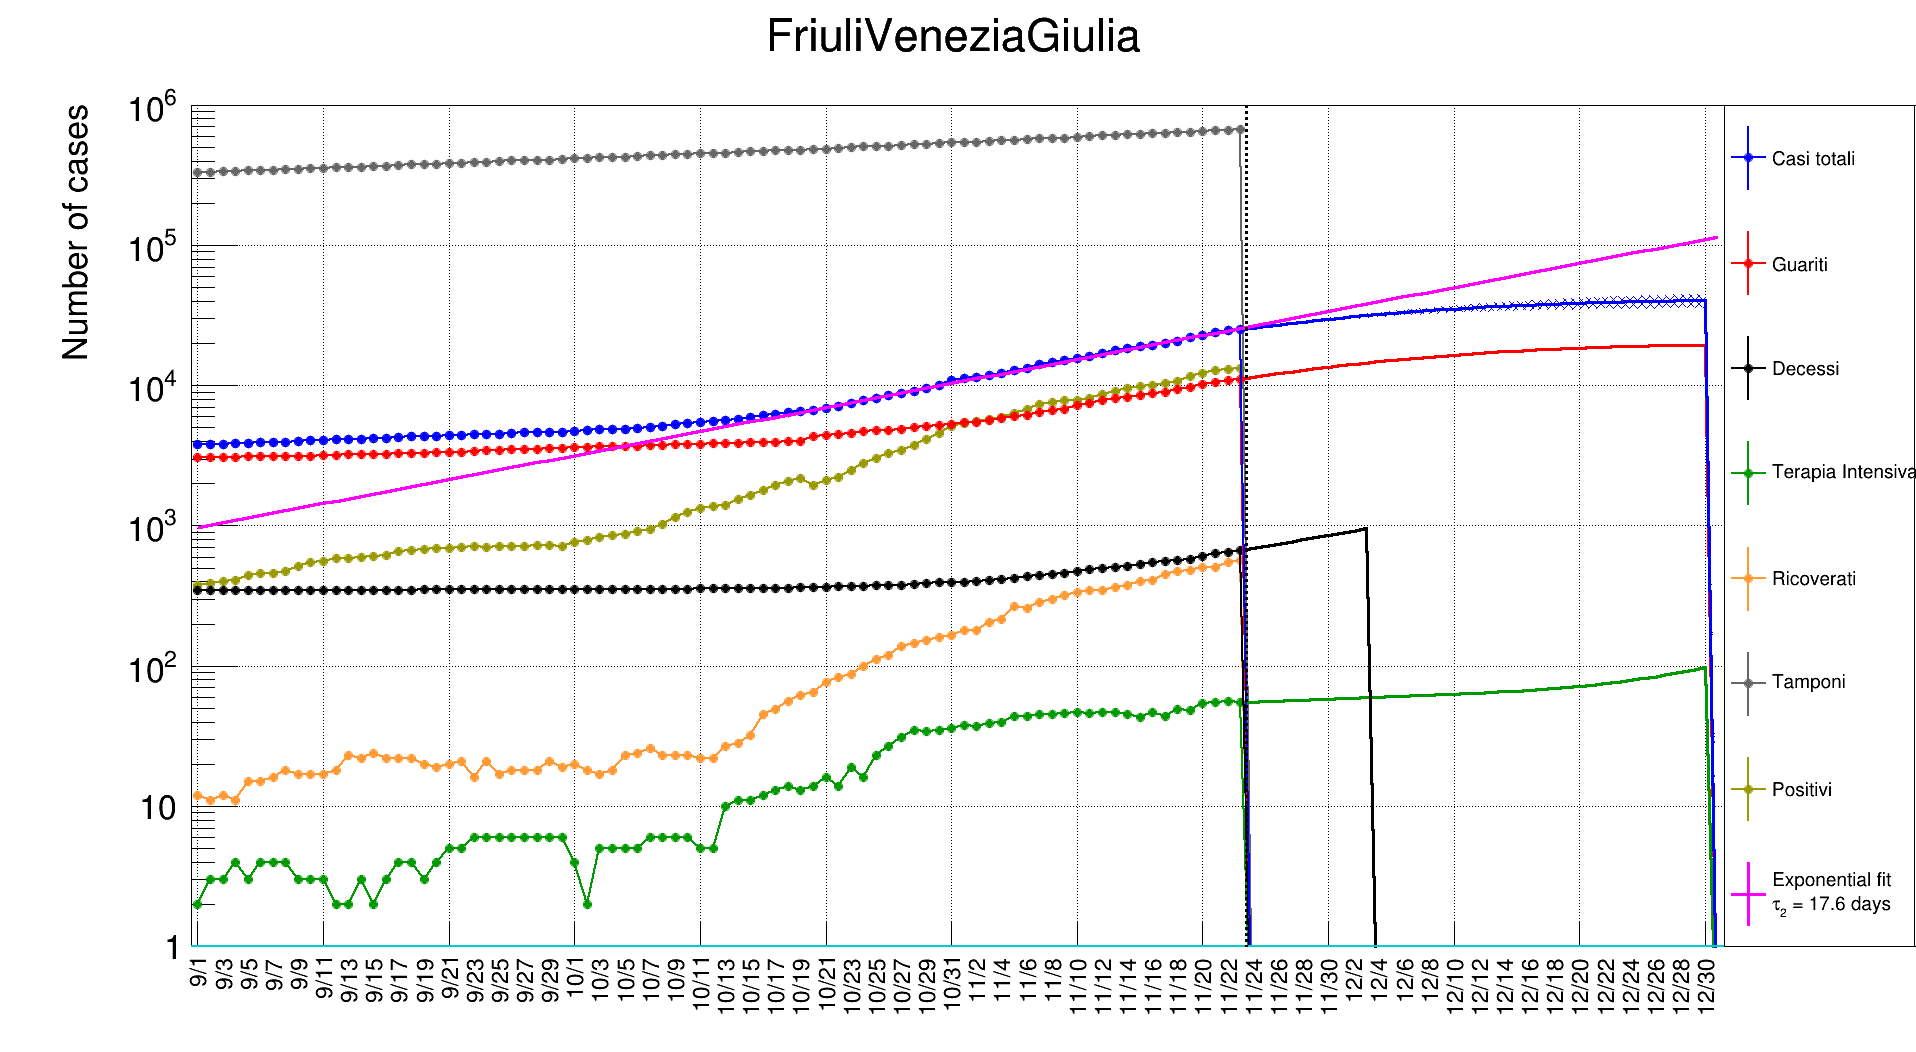 FriuliVeneziaGiulia
Number of cases
10^6
10^5
10^4
10^3
10^2
10
1
9/1 9/3 9/5 9/7 9/9 9/11 9/13 9/15 9/17 9/19 9/21 9/23 9/25 9/27 9/29 10/1 10/3 10/5 10/7 10/9 10/11 10/13 10/15 10/17 10/19 10/21 10/23 10/25 10/27 10/29 10/31 11/2 11/4 11/6 11/8 11/10 11/12 11/14 11/16 11/18 11/20 11/22 11/24 11/26 11/28 11/30 12/2 12/4 12/6 12/8 12/10 12/12 12/14 12/16 12/18 12/20 12/22 12/24 12/26 12/28 12/30
Casi totali
Guariti
Decessi
Terapia Intensiva
Ricoverati
Tamponi
Positivi
Exponential fit
τ₂ = 17.6 days